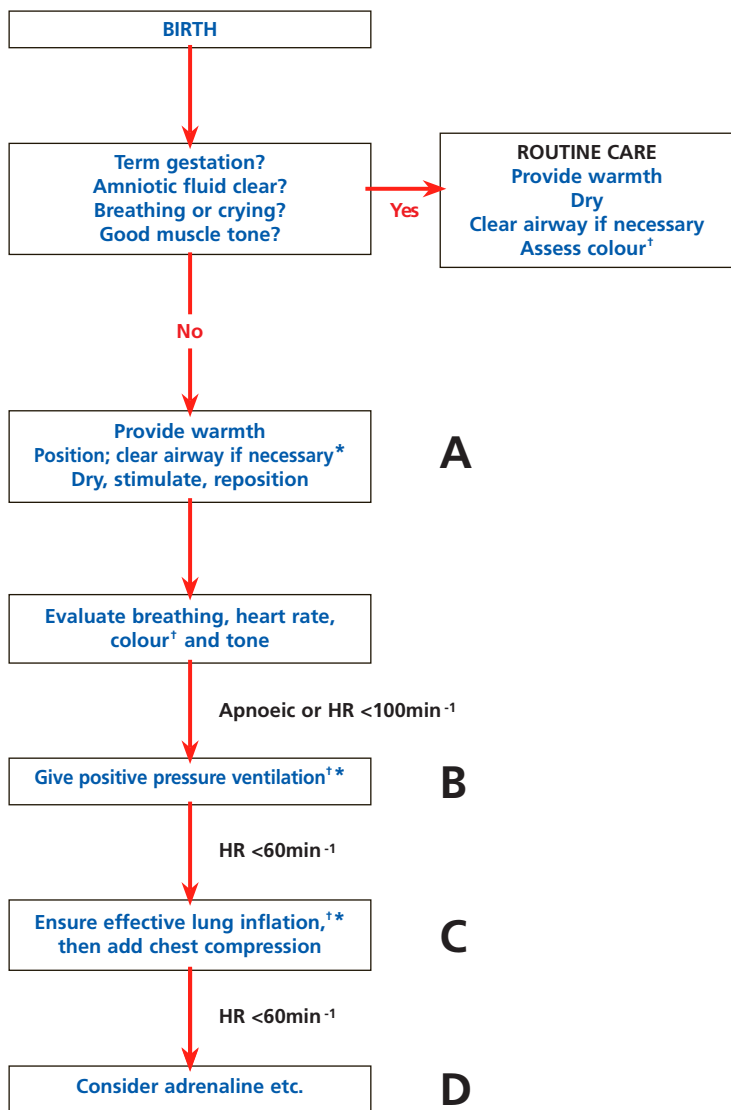 BIRTH
Term gestation?
Amniotic fluid clear?
Breathing or crying?
Good muscle tone?
Yes
ROUTINE CARE
Provide warmth
Dry
Clear airway if necessary
Assess colour†
No
Provide warmth
Position; clear airway if necessary*
Dry, stimulate, reposition
A
Evaluate breathing, heart rate,
colour† and tone
Apnoeic or HR <100min-1
Give positive pressure ventilation†*
B
HR <60min-1
Ensure effective lung inflation,†*
then add chest compression
C
HR <60min-1
Consider adrenaline etc.
D